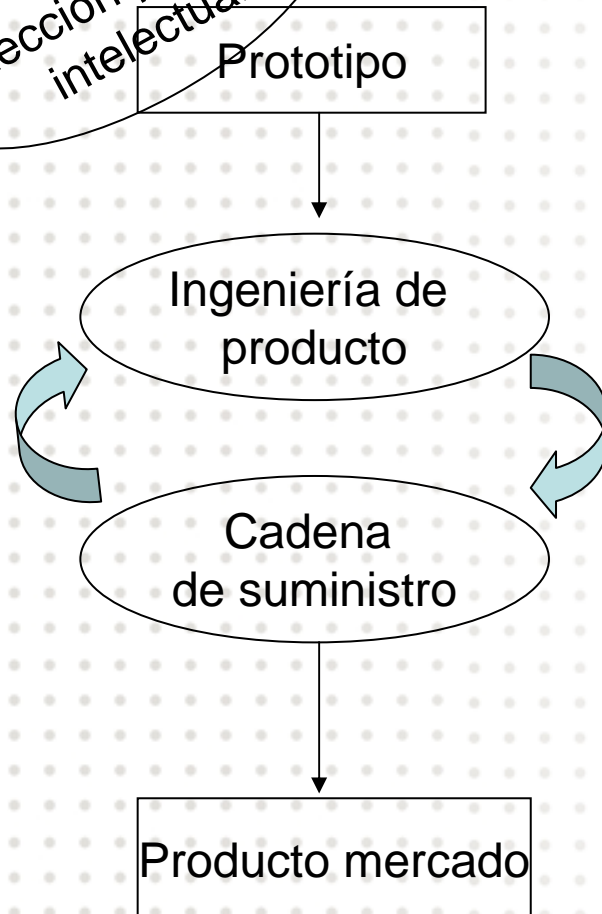 intelectual
Prototipo
Ingeniería de
producto
Cadena
de suministro
Producto mercado